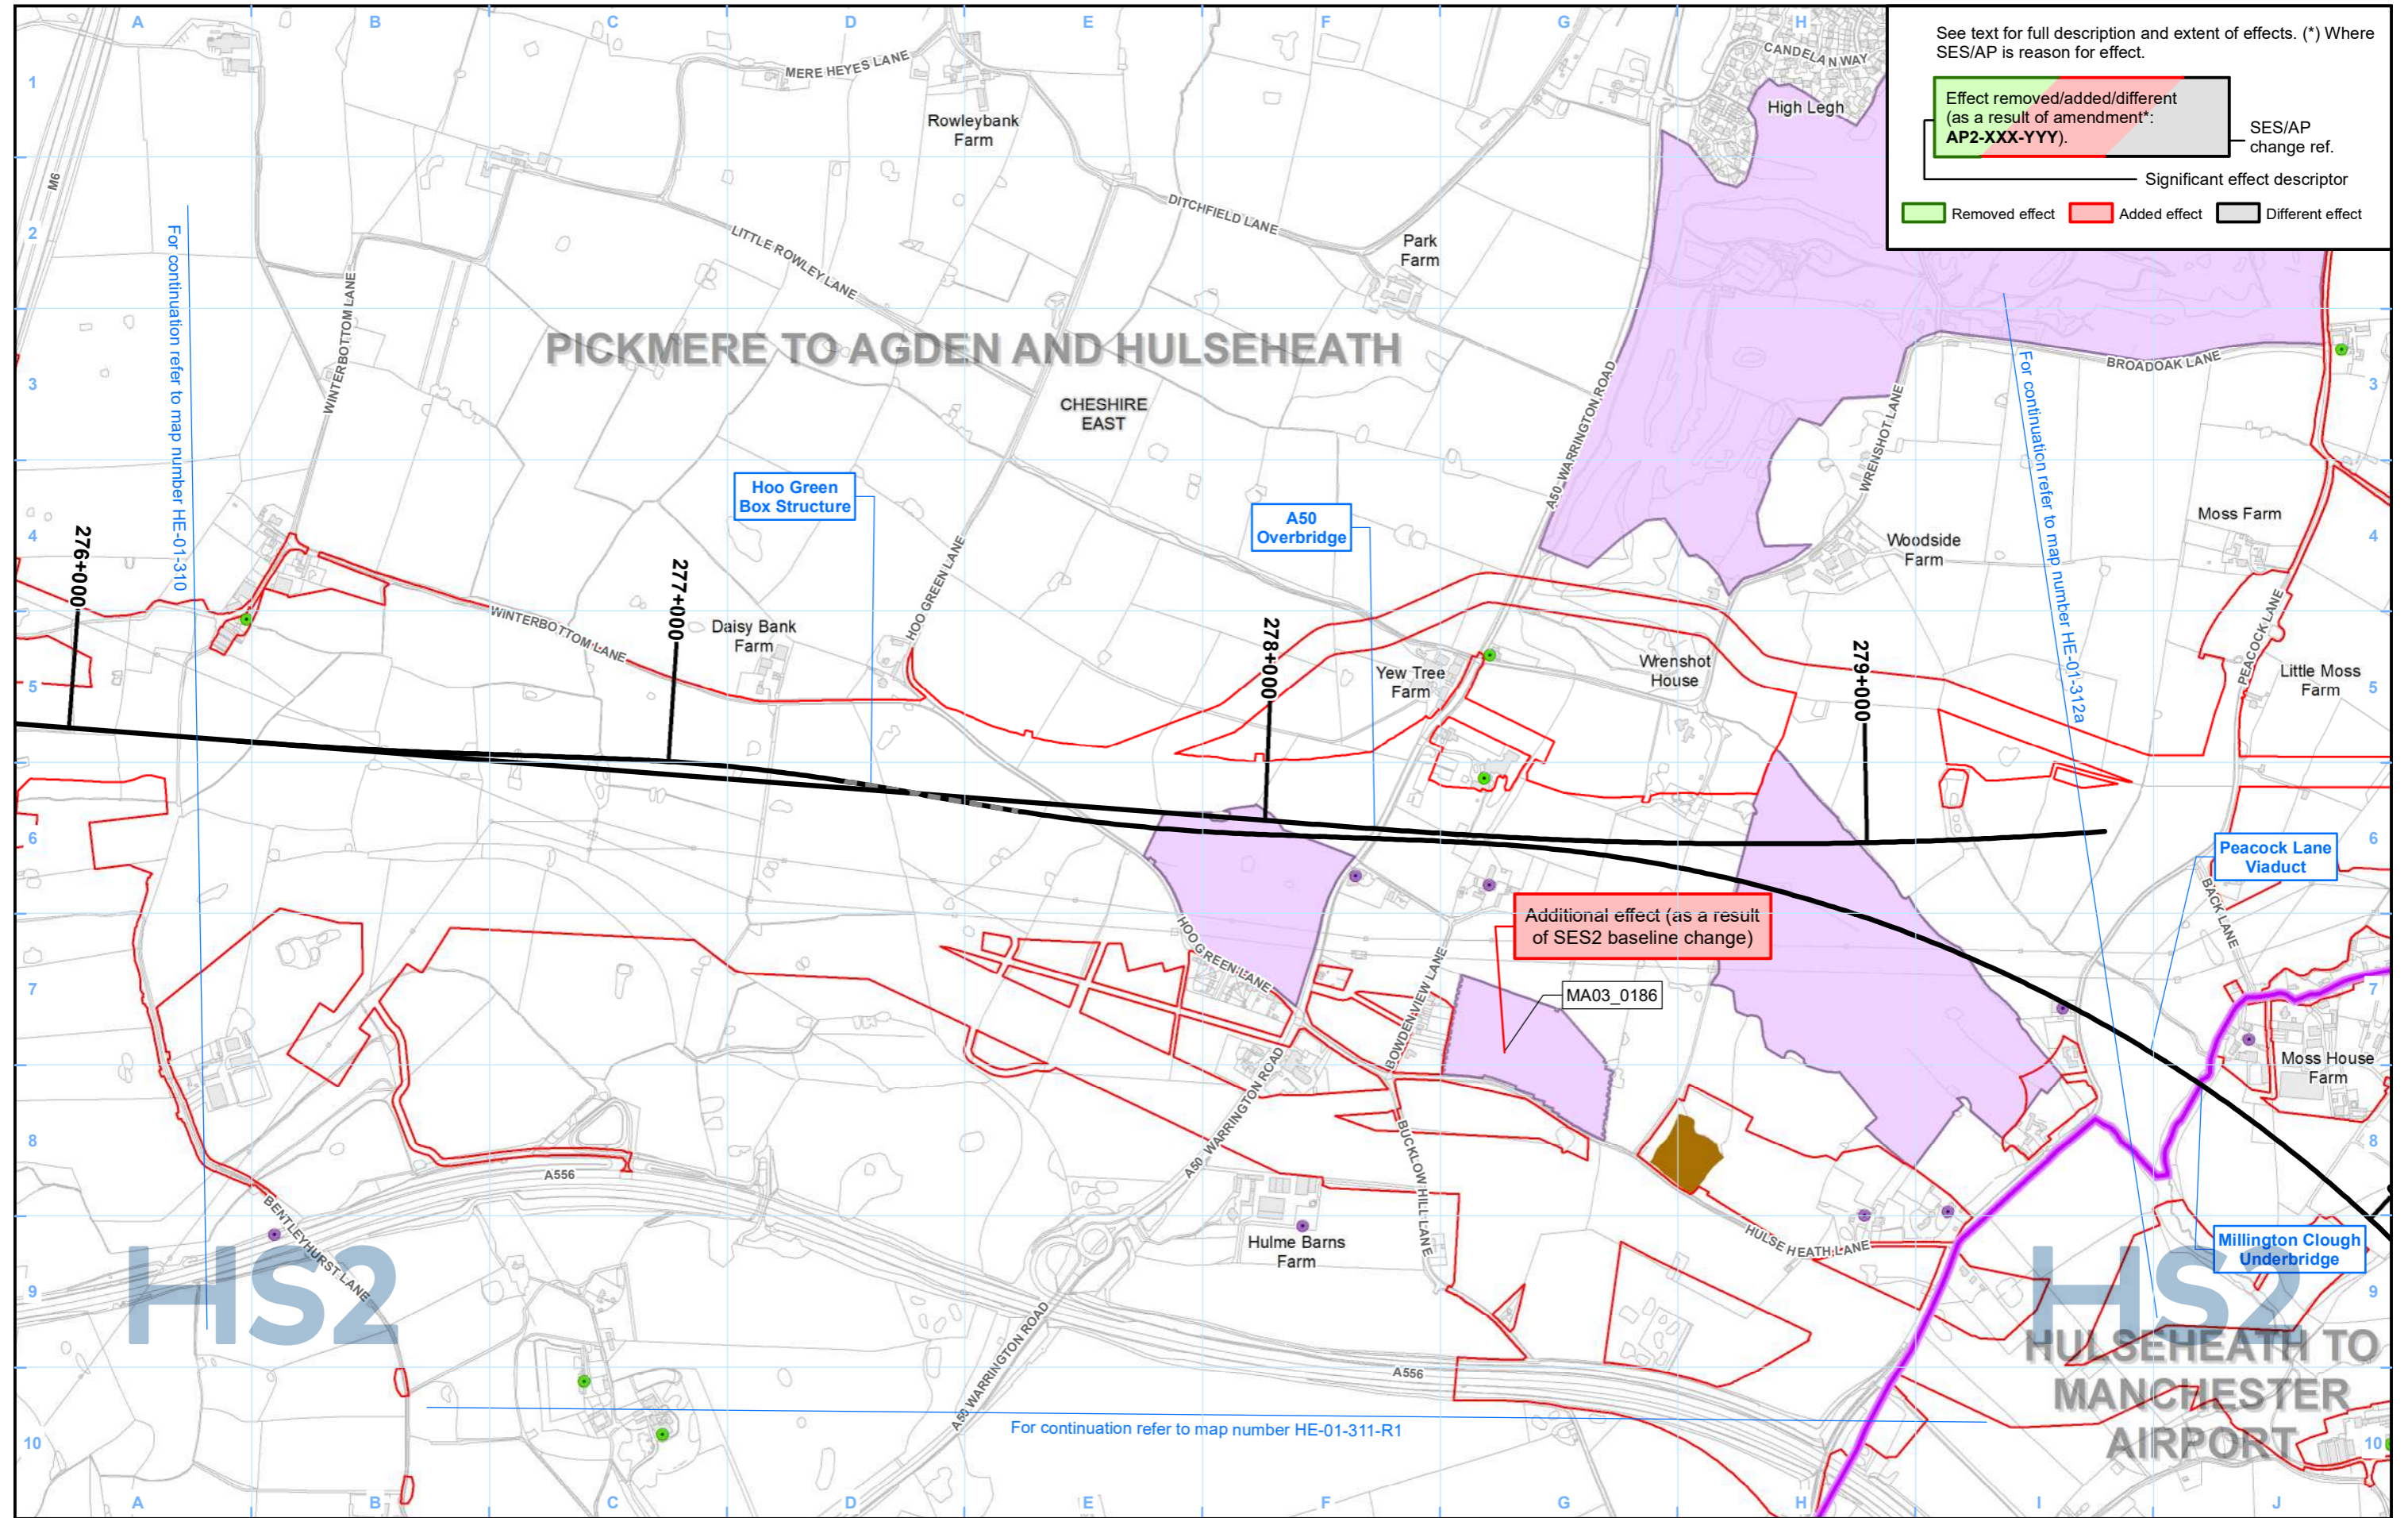 A
B
C
D
E
F
G
H
See text for full description and extent of effects. (*) Where
SES/AP is reason for effect.
Effect removed/added/different
(as a result of amendment*:
AP2-XXX-YYY).
SES/AP
change ref.
Significant effect descriptor
Removed effect
Added effect
Different effect
1
CANDELAN WAY
High Legh
MERE HEYES LANE
Rowleybank
Farm
M6
2
DITCHFIELD LANE
LITTLE ROWLEY LANE
Park
Farm
For continuation refer to map number HE-01-310
WINTERBOTTOM LANE
PICKMERE TO AGDEN AND HULSEHEATH
3
3
CHESHIRE
EAST
A50 WARRINGTON ROAD
BROADOAK LANE
WRENSHOT LANE
For continuation refer to map number HE-01-312a
4
4
276+000
277+000
Hoo Green
Box Structure
A50
Overbridge
HOO GREEN LANE
Woodside
Farm
Moss Farm
WINTERBOTTOM LANE
Daisy Bank
Farm
278+000
279+000
5
5
Yew Tree
Farm
Wrenshot
House
PEACOCK LANE
Little Moss
Farm
6
6
Peacock Lane
Viaduct
BACK LANE
Additional effect (as a result
of SES2 baseline change)
HOO GREEN LANE
BOWDEN VIEW LANE
MA03_0186
7
7
Moss House
Farm
8
8
A50 WARRINGTON ROAD
BUCKLOW HILL LANE
A556
BENTLEYHURST LANE
Hulme Barns
Farm
HULSE HEATH LANE
Millington Clough
Underbridge
9
9
HS2
HS2
A50 WARRINGTON ROAD
A556
HULSEHEATH TO
MANCHESTER
AIRPORT
For continuation refer to map number HE-01-311-R1
10
10
A
B
C
D
E
F
G
H
I
J